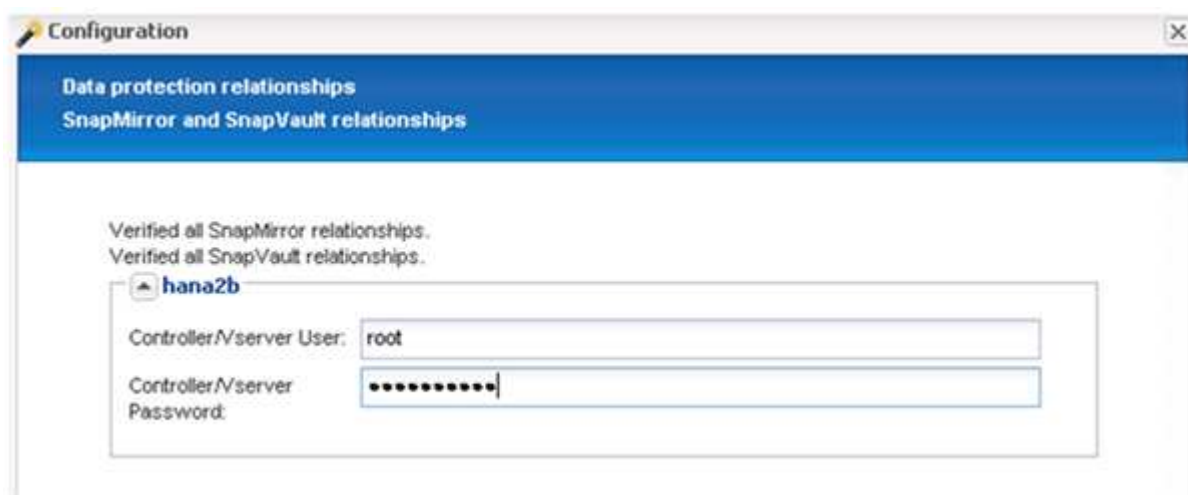 Configuration
Data protection relationships
SnapMirror and SnapVault relationships
Verified all SnapMirror relationships.
Verified all SnapVault relationships.
hana2b
Controller/Vserver User: root
Controller/Vserver
Password: ••••••••••